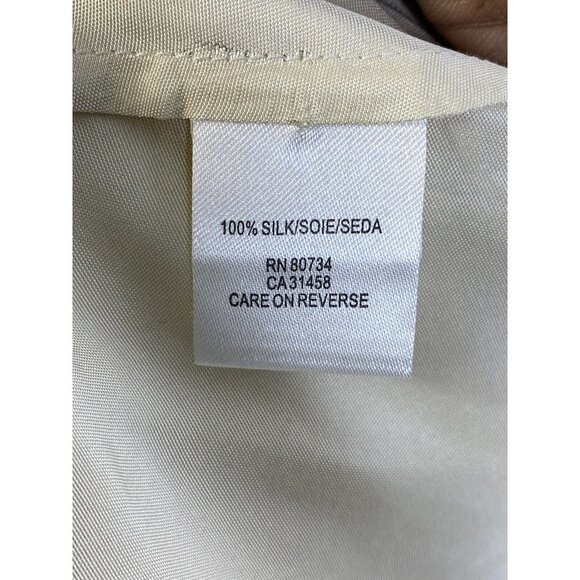 100% SILK/SOIE/SEDA
RN 80734
CA 31458
CARE ON REVERSE